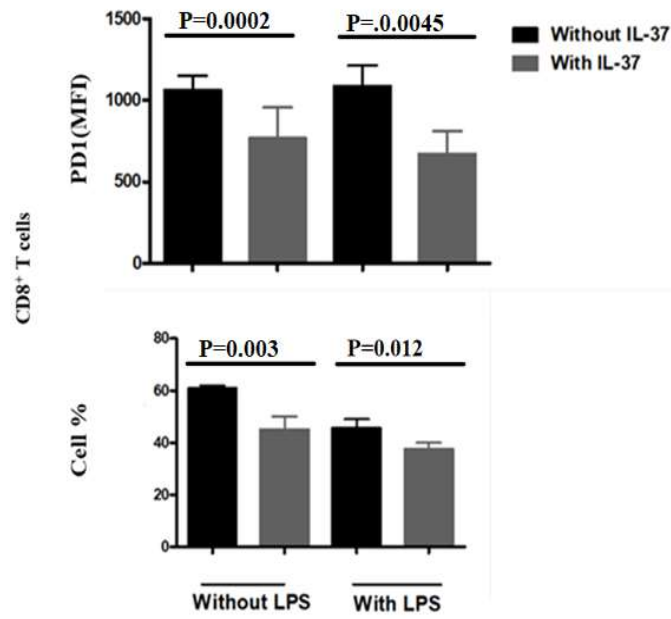 P=0.0002
P=.0.0045
Without IL-37
With IL-37
1500
1000
500
0
PD1(MFI)
CD8+ T cells
P=0.003
P=0.012
80
60
40
20
0
Cell %
Without LPS
With LPS